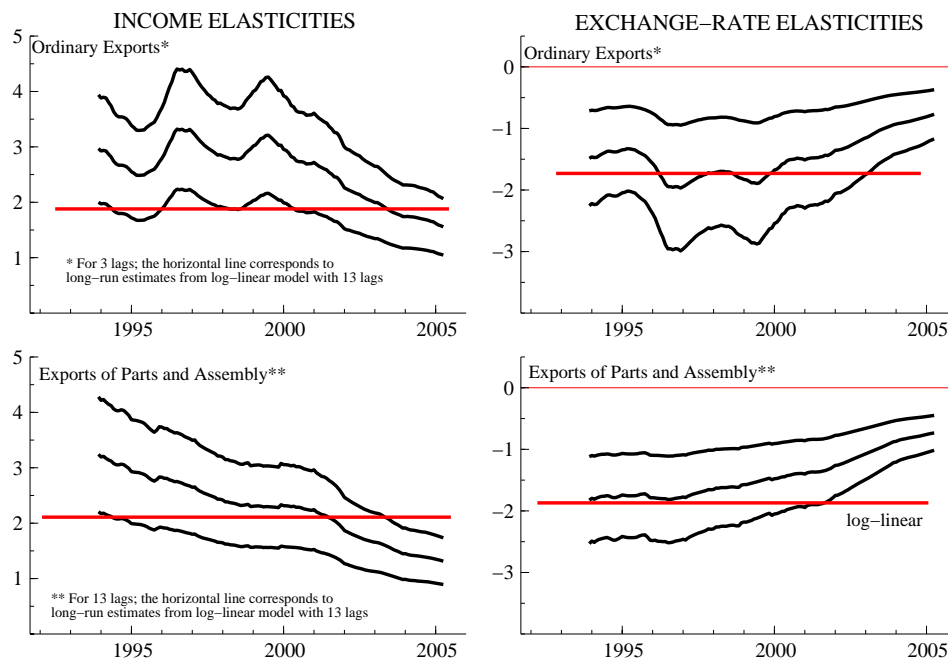 INCOME ELASTICITIES
5
Ordinary Exports*
4
3
2
1
* For 3 lags; the horizontal line corresponds to
long−run estimates from log−linear model with 13 lags
1995 2000 2005
EXCHANGE−RATE ELASTICITIES
Ordinary Exports*
0
−1
−2
−3
1995 2000 2005
5
Exports of Parts and Assembly**
4
3
2
1
** For 13 lags; the horizontal line corresponds to
long−run estimates from log−linear model with 13 lags
1995 2000 2005
Exports of Parts and Assembly**
0
−1
−2
log−linear
−3
1995 2000 2005